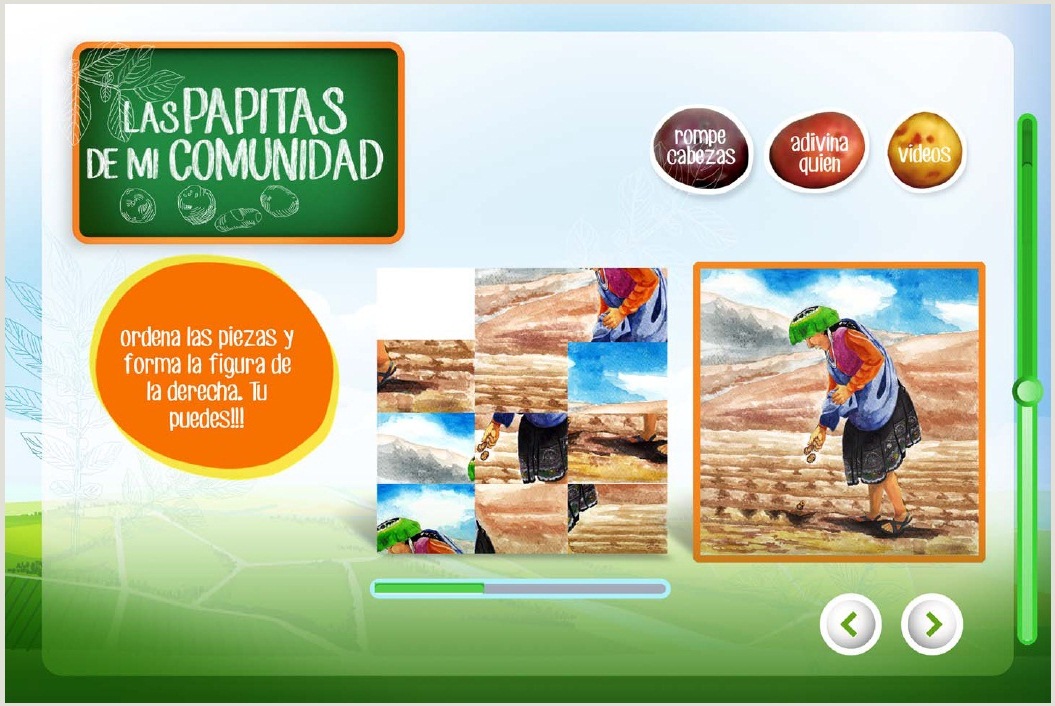 LAS PAPITAS
DE MI COMUNIDAD
rompe
cabezas
adivina
quien
videos
ordena las piezas y
forma la figura de
la derecha. Tu
puedes!!!